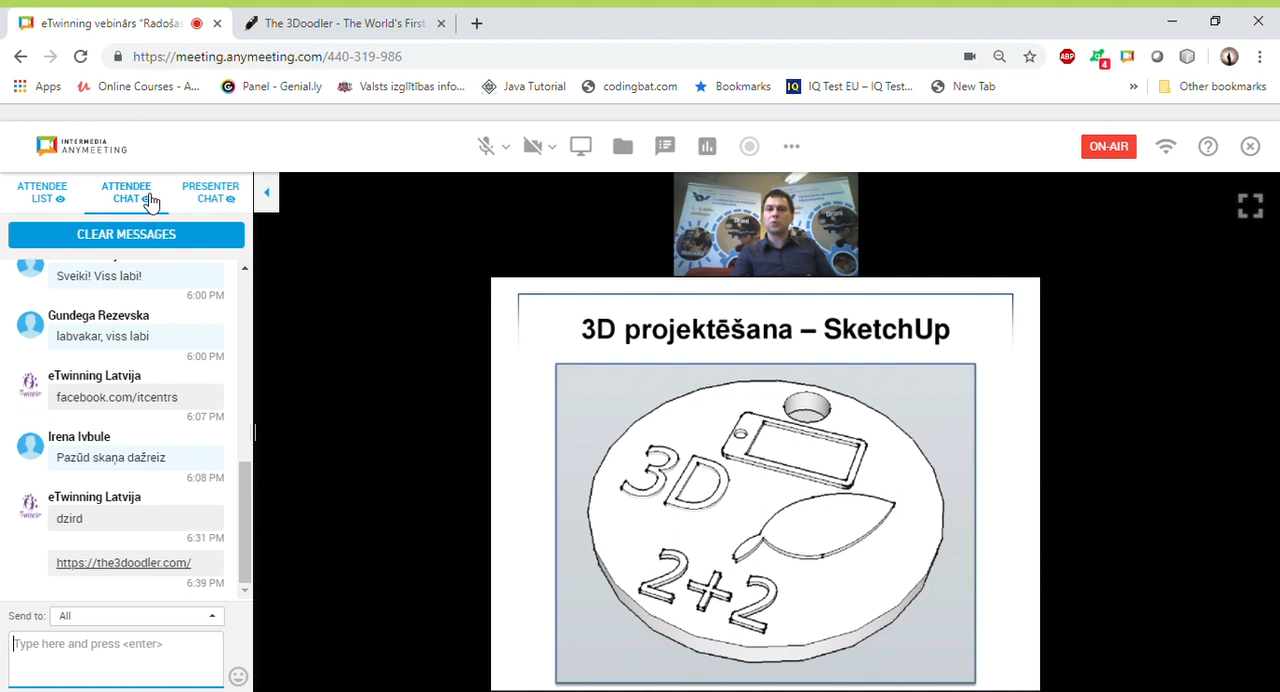 eTwinning vebinārs "Radošas
The 3Doodler - The World's First
https://meeting.anymeeting.com/440-319-986
ABP
4
Apps
Online Courses - A...
Panel - Genial.ly
Valsts izglītības info...
Java Tutorial
codingbat.com
Bookmarks
IQ
IQ Test EU – IQ Test...
New Tab
»
Other bookmarks
INTERMEDIA
ANYMEETING
ON-AIR
ATTENDEE
LIST
ATTENDEE
CHAT
PRESENTER
CHAT
CLEAR MESSAGES
Sveiki! Viss labi!
6:00 PM
Gundega Rezevska
labvakar, viss labi
6:00 PM
eTwinning Latvija
facebook.com/itcentrs
6:07 PM
Irena Ivbule
Pazūd skaņa dažreiz
6:08 PM
eTwinning Latvija
dzird
6:31 PM
https://the3doodler.com/
6:39 PM
Send to: All
Type here and press <enter>
3D projektēšana – SketchUp
3D
2+2